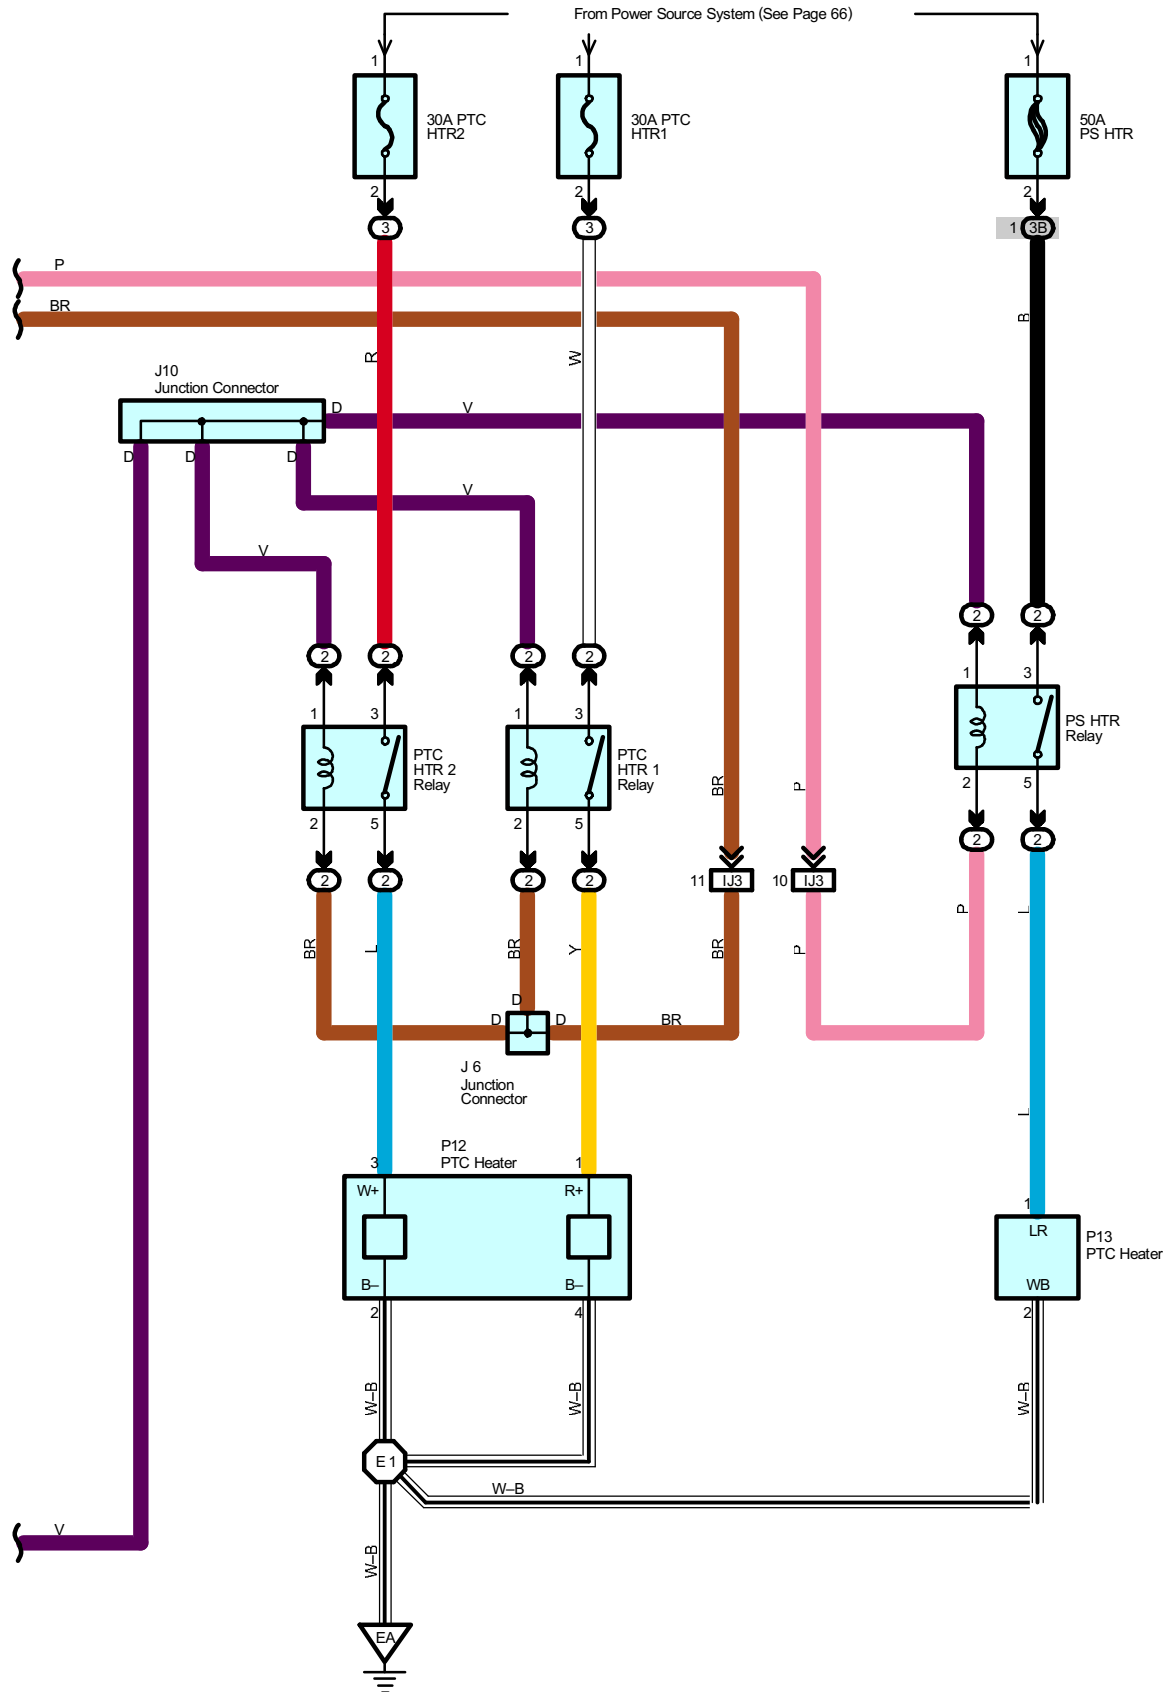 From Power Source System (See Page 66)
1
1
1
30A PTC
HTR2
30A PTC
HTR1
50A
PS HTR
2
2
2
3
3
1 3B
P
BR
B
R
W
J10
Junction Connector
D
V
D
D
D
V
V
2
2
2
2
2
2
1
3
1
3
1
3
PTC
HTR 2
Relay
PTC
HTR 1
Relay
PS HTR
Relay
2
5
2
5
2
5
BR
P
2
2
2
2
2
2
11 IJ3
10 IJ3
BR
L
BR
Y
BR
P
P
L
D
D
D
BR
J 6
Junction
Connector
L
P12
PTC Heater
3
1
W+
R+
B–
B–
2
4
1
LR
WB
2
P13
PTC Heater
W–B
W–B
W–B
E1
W–B
V
W–B
EA